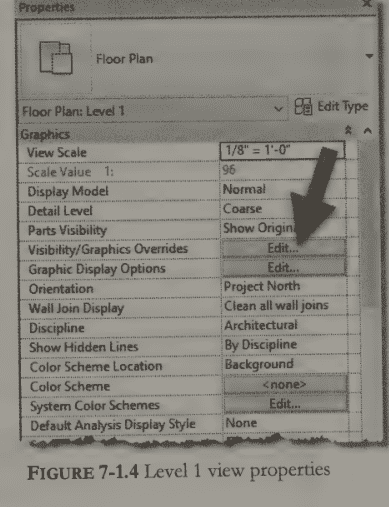 Properties
Floor Plan
Floor Plan: Level 1 Edit Type
Graphics
View Scale 1/8" = 1'-0"
Scale Value 1: 96
Display Model Normal
Detail Level Coarse
Parts Visibility Show Origin
Visibility/Graphics Overrides Edit...
Graphic Display Options Edit...
Orientation Project North
Wall Join Display Clean all wall joins
Discipline Architectural
Show Hidden Lines By Discipline
Color Scheme Location Background
Color Scheme <none>
System Color Schemes Edit...
Default Analysis Display Style None
FIGURE 7-1.4 Level 1 view properties